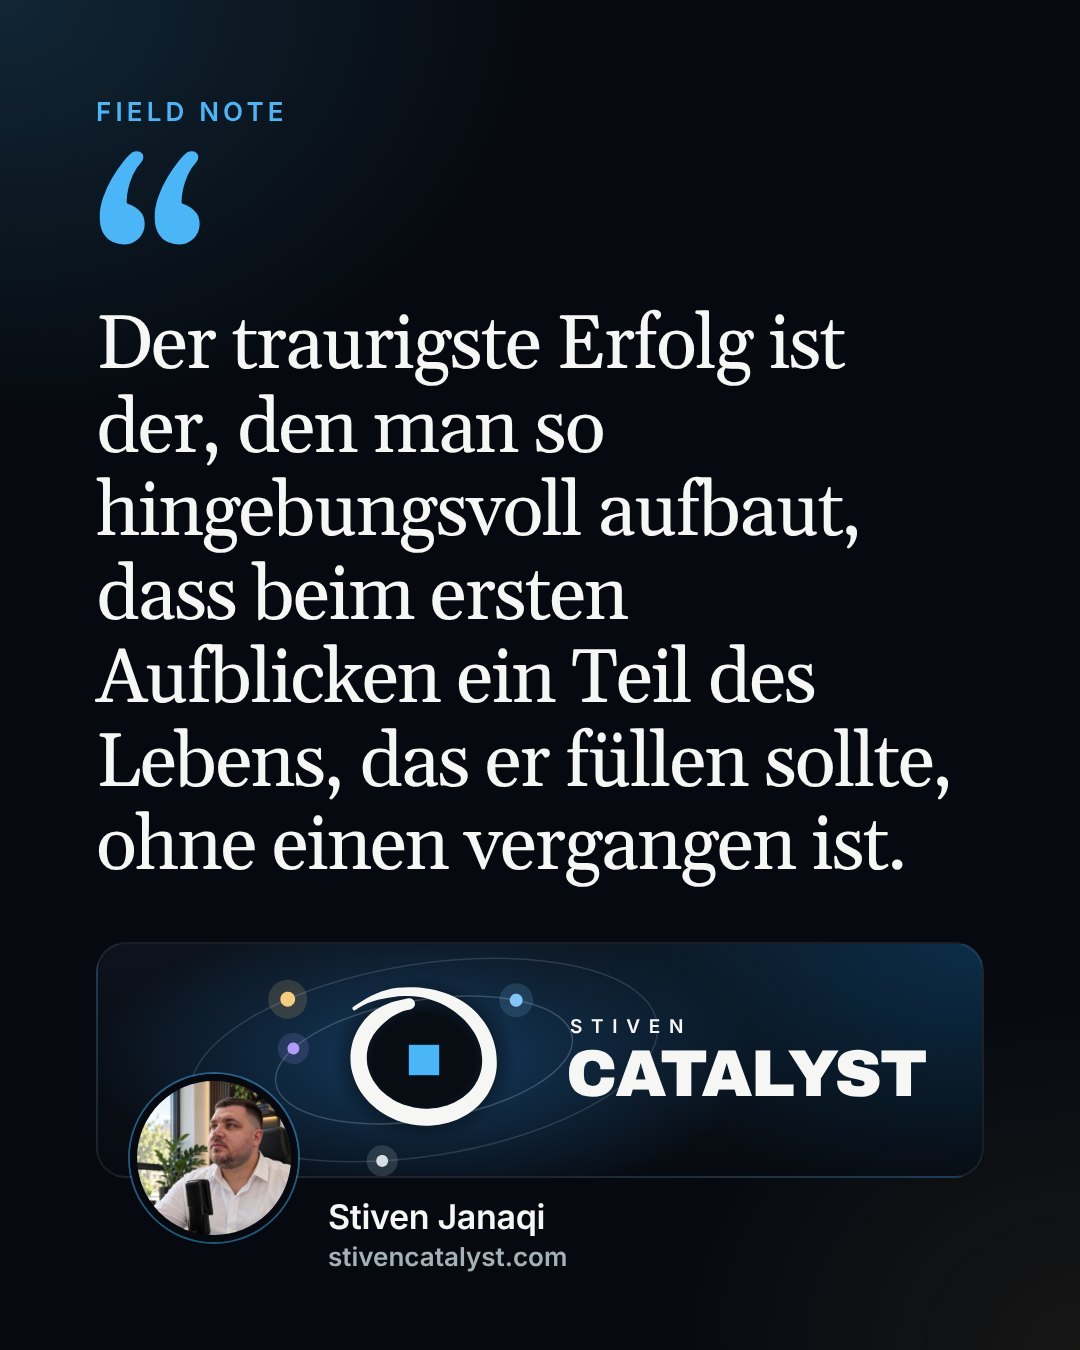 FIELD NOTE
“
Der traurigste Erfolg ist
der, den man so
hingebungsvoll aufbaut,
dass beim ersten
Aufblicken ein Teil des
Lebens, das er füllen sollte,
ohne einen vergangen ist.
STIVEN
CATALYST
Stiven Janaqi
stivencatalyst.com